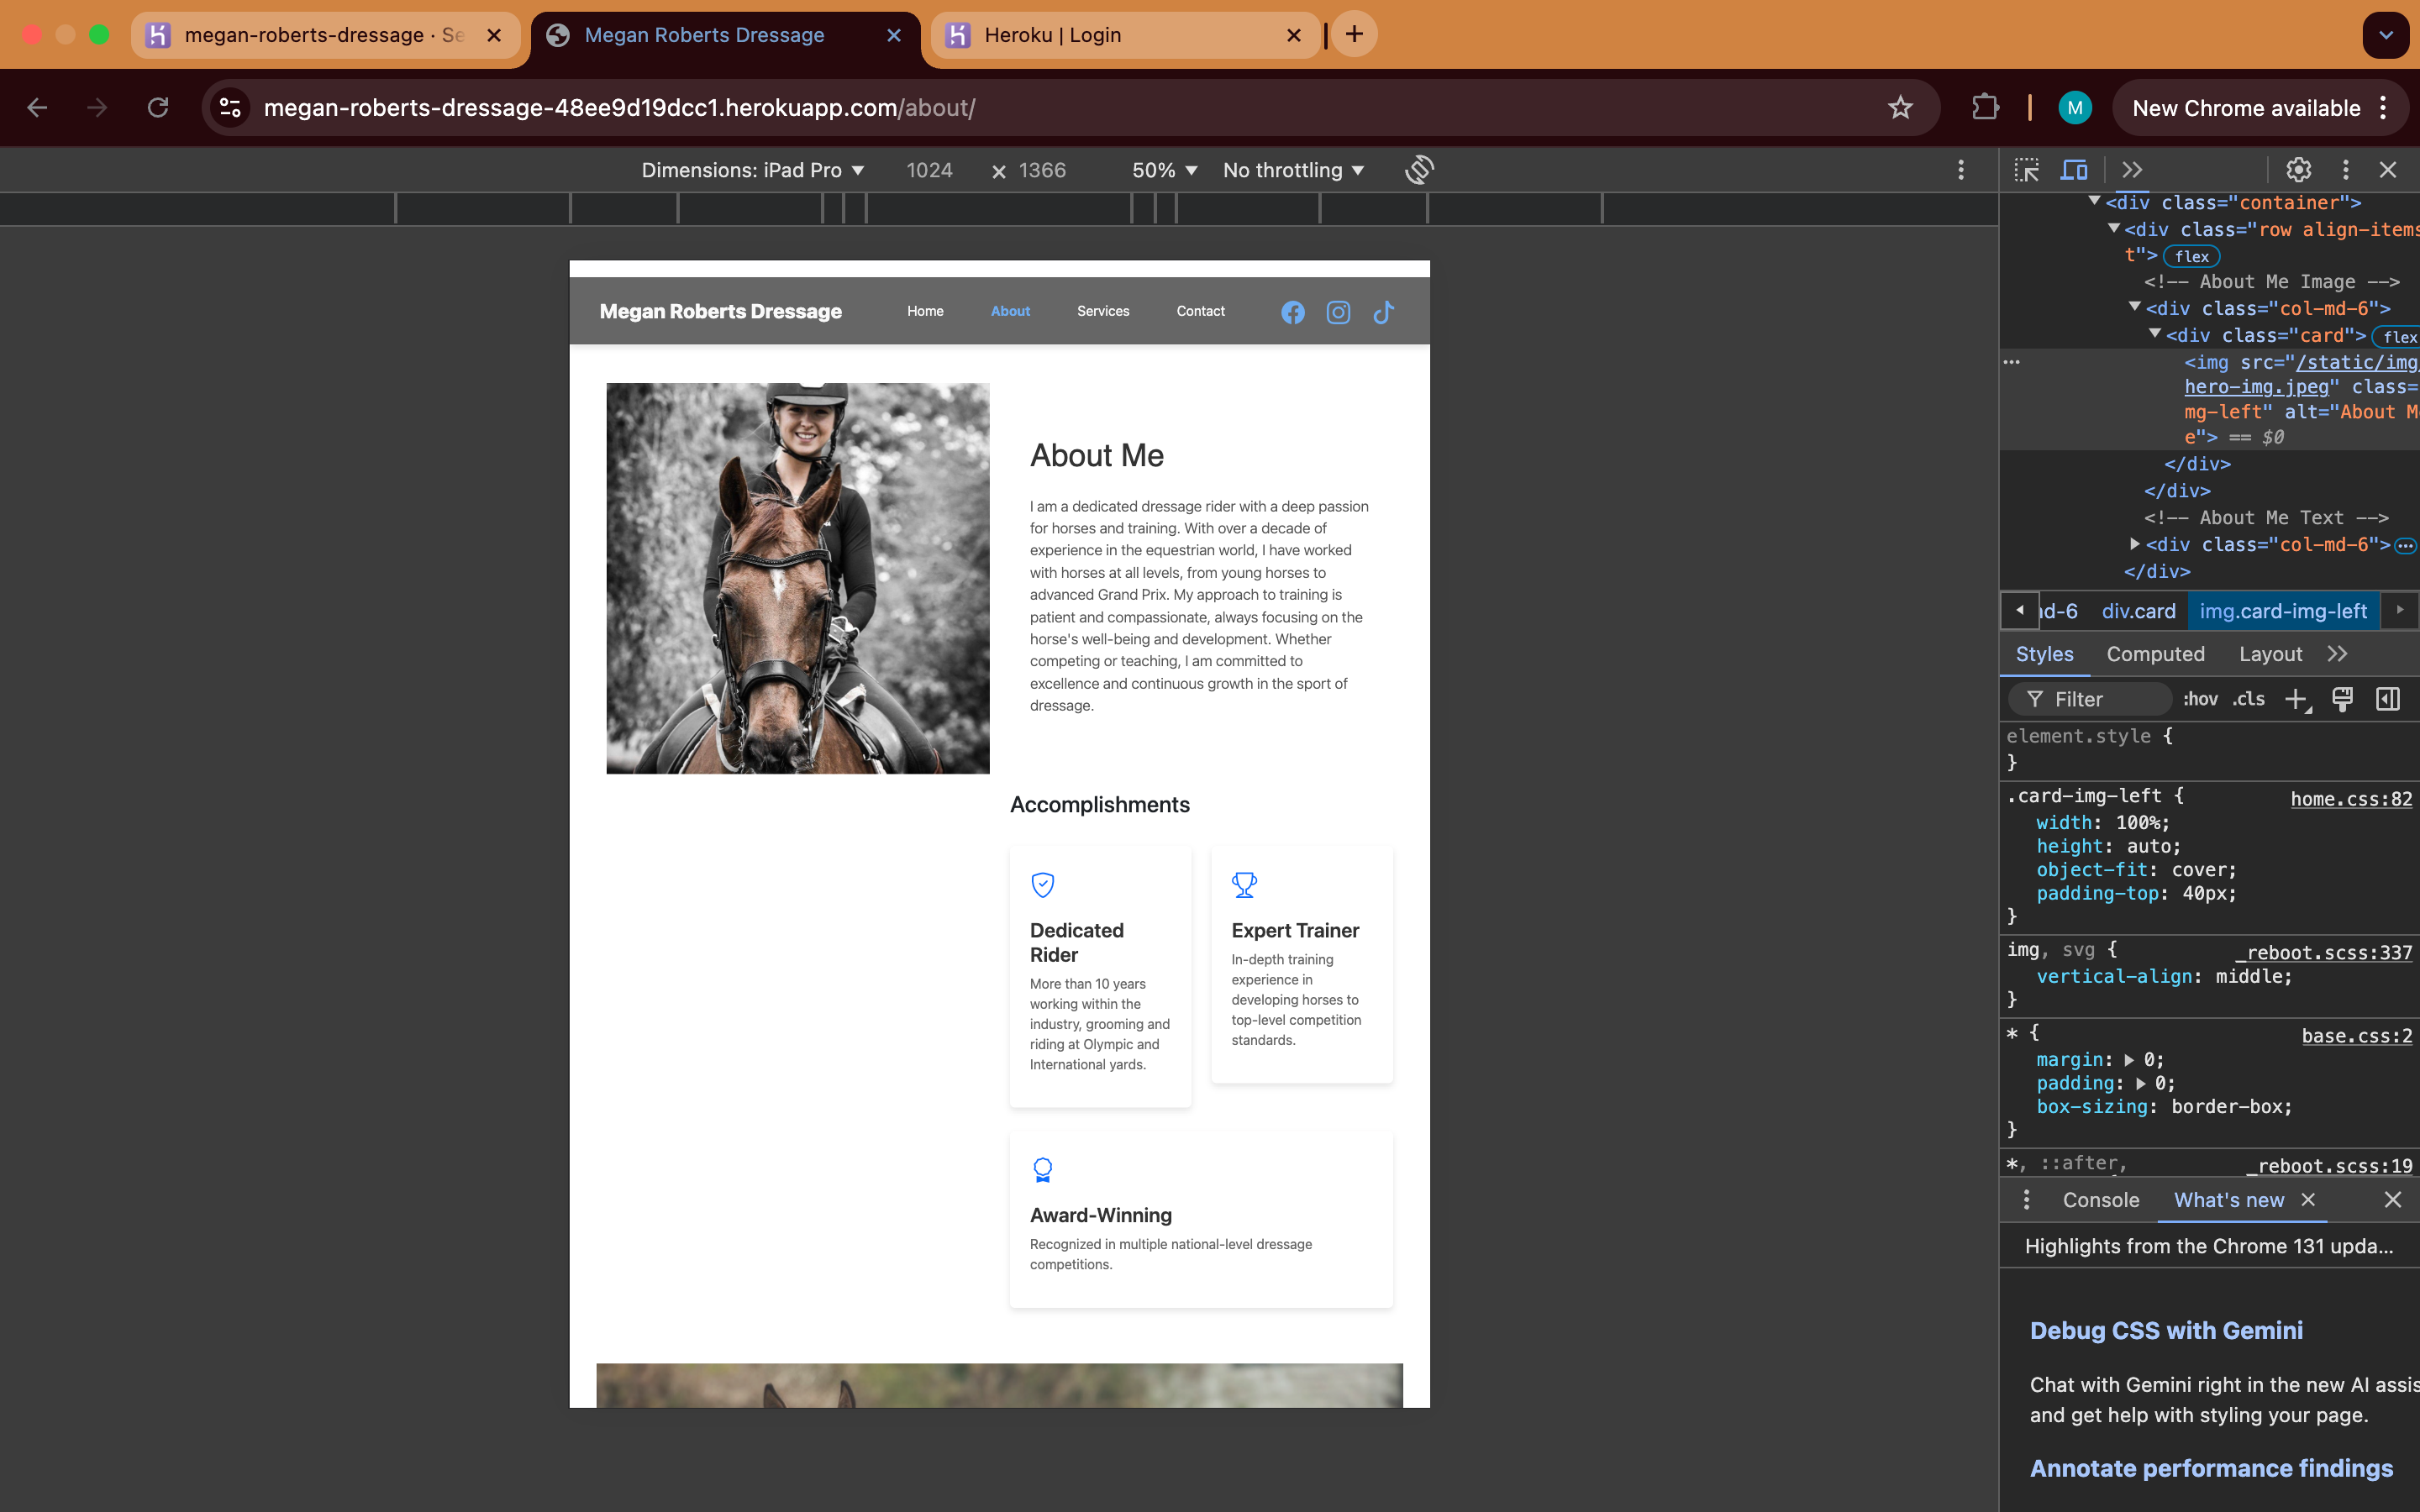 megan-roberts-dressage · Se
Megan Roberts Dressage
Heroku | Login
megan-roberts-dressage-48ee9d19dcc1.herokuapp.com/about/
M
New Chrome available
Dimensions: iPad Pro
1024
× 1366
50%
No throttling
Megan Roberts Dressage
Home
About
Services
Contact
About Me
I am a dedicated dressage rider with a deep passion
for horses and training. With over a decade of
experience in the equestrian world, I have worked
with horses at all levels, from young horses to
advanced Grand Prix. My approach to training is
patient and compassionate, always focusing on the
horse's well-being and development. Whether
competing or teaching, I am committed to
excellence and continuous growth in the sport of
dressage.
Accomplishments
Dedicated
Rider
More than 10 years
working within the
industry, grooming and
riding at Olympic and
International yards.
Expert Trainer
In-depth training
experience in
developing horses to
top-level competition
standards.
Award-Winning
Recognized in multiple national-level dressage
competitions.
<div class="container">
<div class="row align-items
t"> flex
<!-- About Me Image -->
<div class="col-md-6">
<div class="card"> flex
<img src="/static/img
hero-img.jpeg" class=
mg-left" alt="About M
e"> == $0
</div>
</div>
<!-- About Me Text -->
<div class="col-md-6">
</div>
d-6
div.card
img.card-img-left
Styles
Computed
Layout
Filter
:hov
.cls
element.style {
}
.card-img-left {
home.css:82
width: 100%;
height: auto;
object-fit: cover;
padding-top: 40px;
}
img, svg {
_reboot.scss:337
vertical-align: middle;
}
* {
base.css:2
margin: 0;
padding: 0;
box-sizing: border-box;
}
*, ::after,
_reboot.scss:19
Console
What's new
Highlights from the Chrome 131 upda...
Debug CSS with Gemini
Chat with Gemini right in the new AI assis
and get help with styling your page.
Annotate performance findings